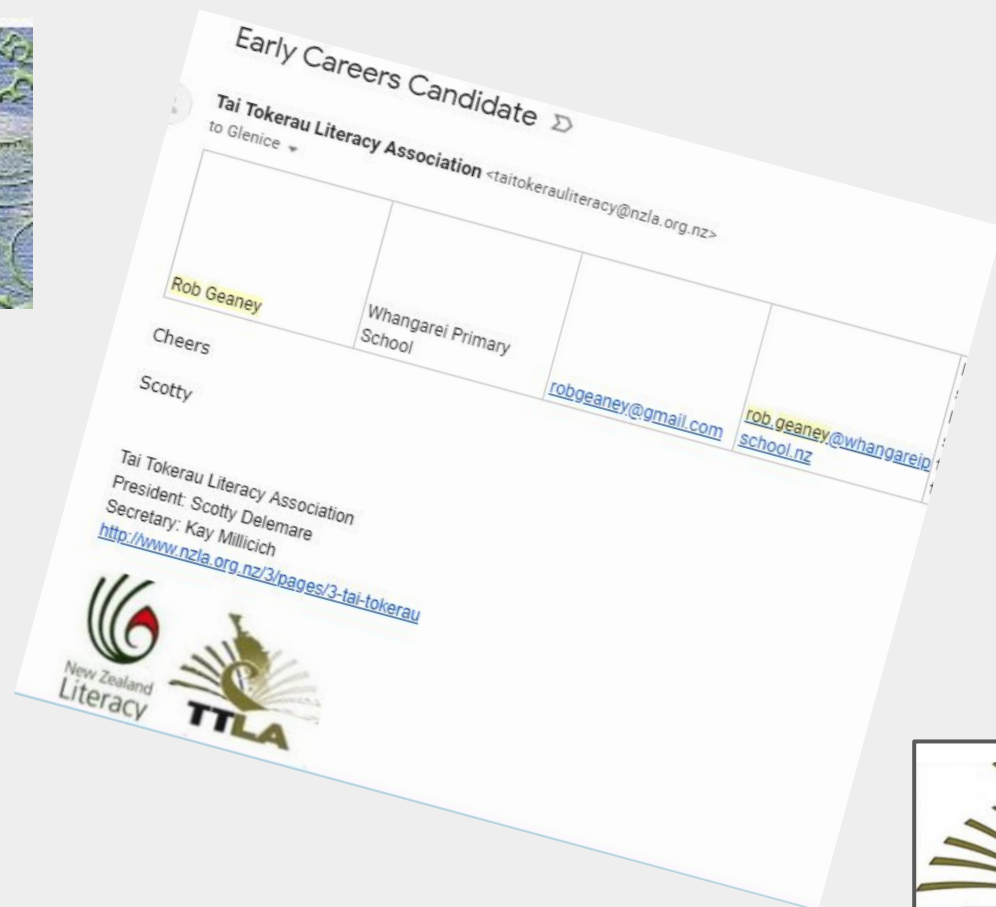 Early Careers Candidate
Tai Tokerau Literacy Association <taitokerauliteracy@nzla.org.nz>
to Glenice
Rob Geaney
Whangarei Primary
School
robgeaney@gmail.com
rob.geaney@whangareip
school.nz
Cheers
Scotty
Tai Tokerau Literacy Association
President: Scotty Delemare
Secretary: Kay Millicich
http://www.nzla.org.nz/3/pages/3-tai-tokerau
New Zealand
Literacy
TTLA